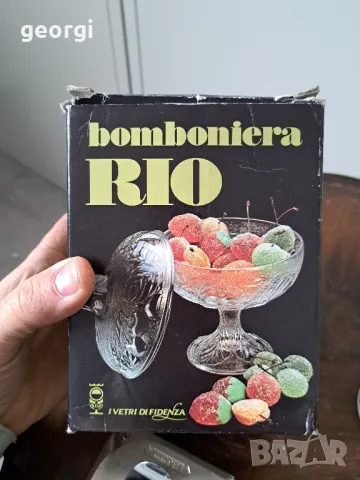 georgi
bomboniera
RIO
I VETRI DI FIDENZA
BAZAR